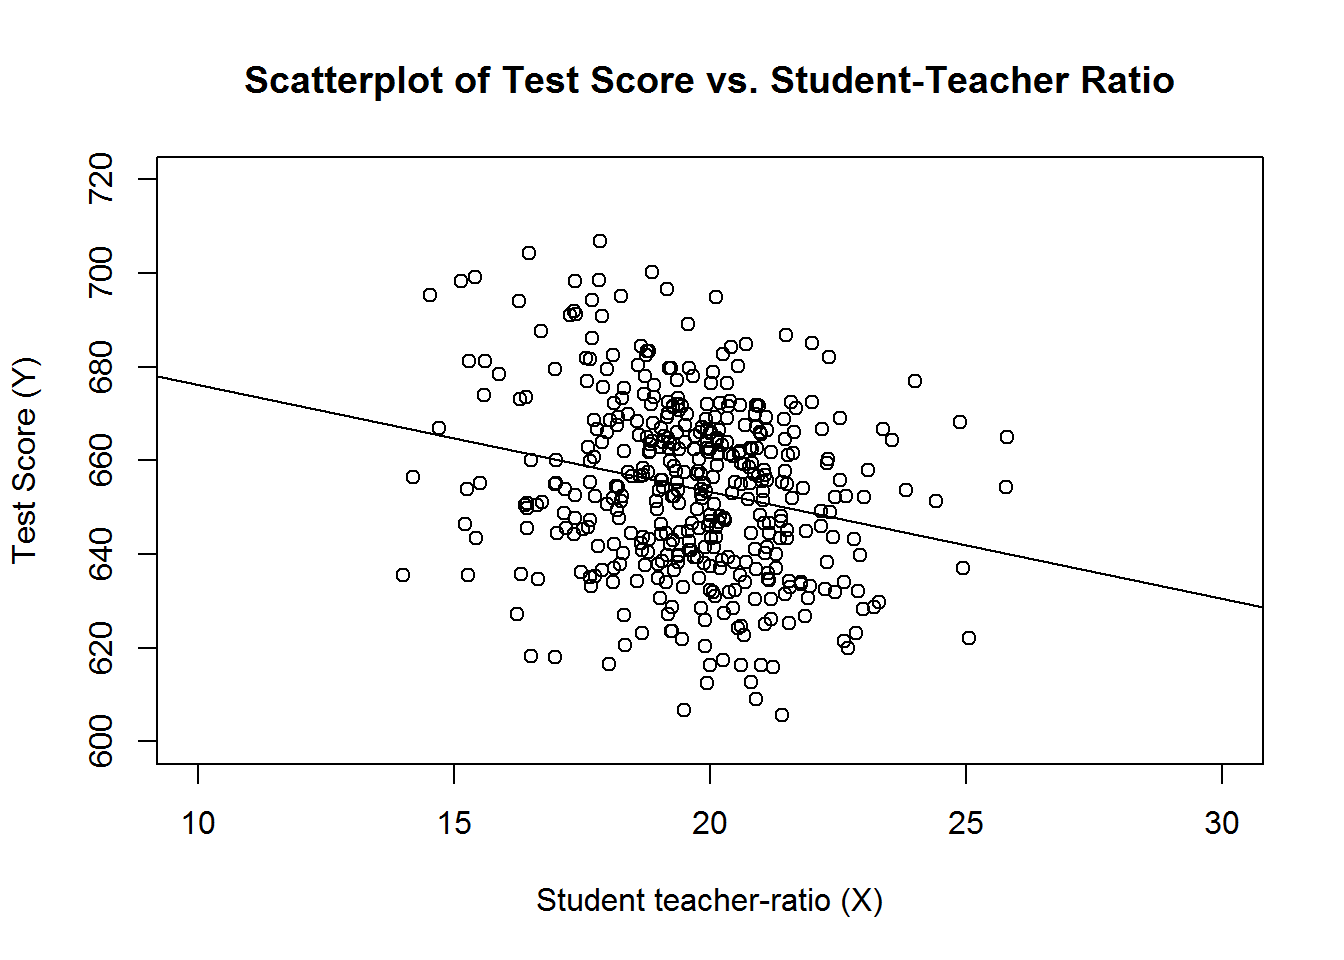 Scatterplot of Test Score vs. Student-Teacher Ratio
720
700
680
660
640
620
600
Test Score (Y)
10 15 20 25 30
Student teacher-ratio (X)